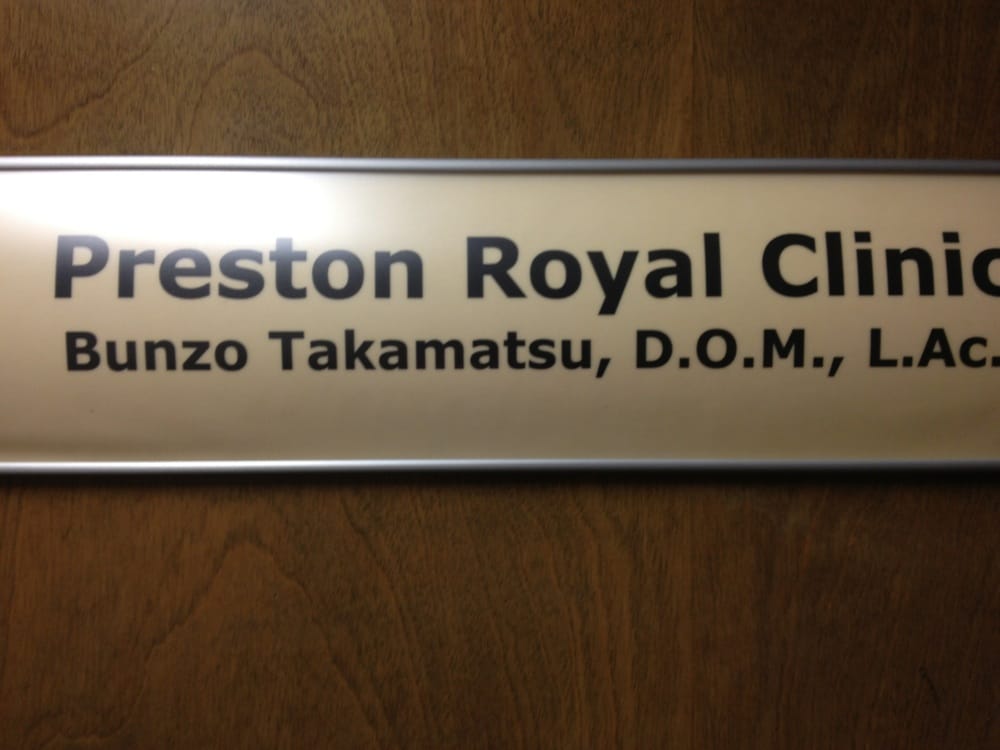 Preston Royal Clinic
Bunzo Takamatsu, D.O.M., L.Ac.